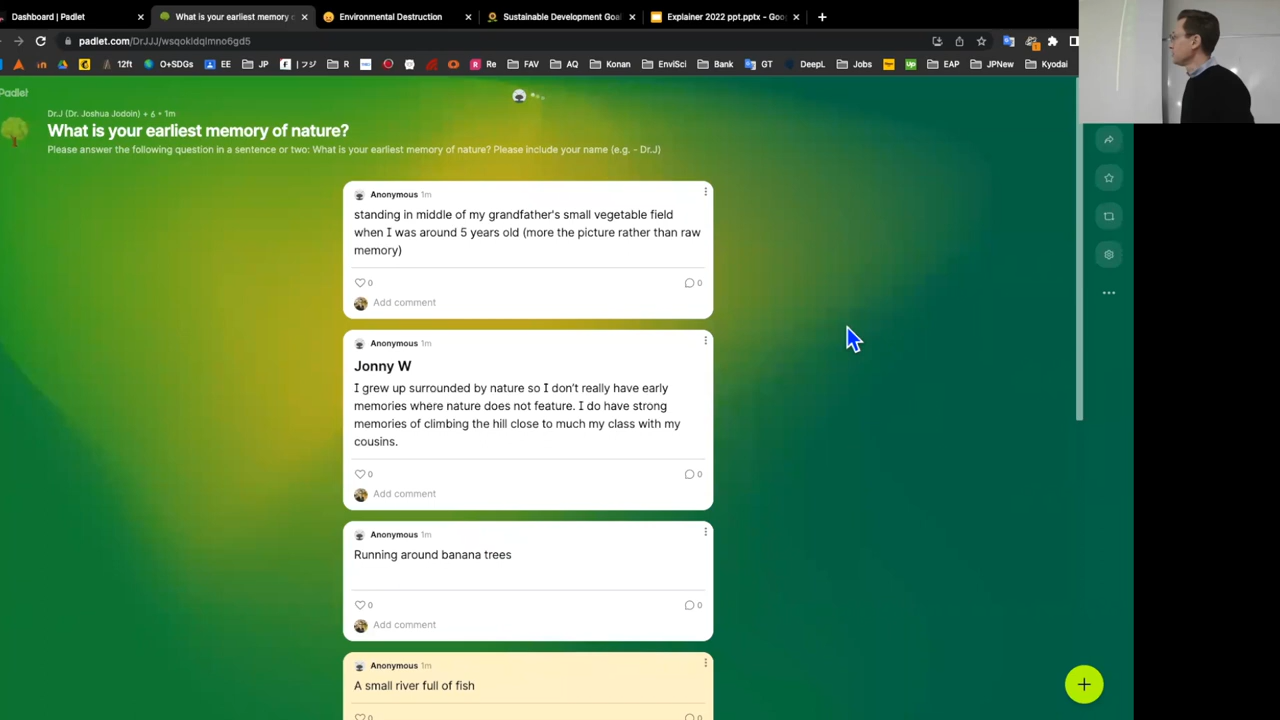 Dashboard | Padlet
What is your earliest memory o
Environmental Destruction
Sustainable Development Goa
Explainer 2022 ppt.pptx - Goo
padlet.com/DrJJJ/wsqokldqlmno6gd5
12ft
O+SDGs
EE
JP
フジ
R
Re
FAV
AQ
Konan
EnviSci
Bank
GT
DeepL
Jobs
Up
EAP
JPNew
Kyodai
Padlet
Dr.J (Dr. Joshua Jodoin) + 6 • 1m
What is your earliest memory of nature?
Please answer the following question in a sentence or two: What is your earliest memory of nature? Please include your name (e.g. - Dr.J)
Anonymous 1m
standing in middle of my grandfather's small vegetable field
when I was around 5 years old (more the picture rather than raw
memory)
0
0
Add comment
Anonymous 1m
Jonny W
I grew up surrounded by nature so I don't really have early
memories where nature does not feature. I do have strong
memories of climbing the hill close to much my class with my
cousins.
0
0
Add comment
Anonymous 1m
Running around banana trees
0
0
Add comment
Anonymous 1m
A small river full of fish
0
0